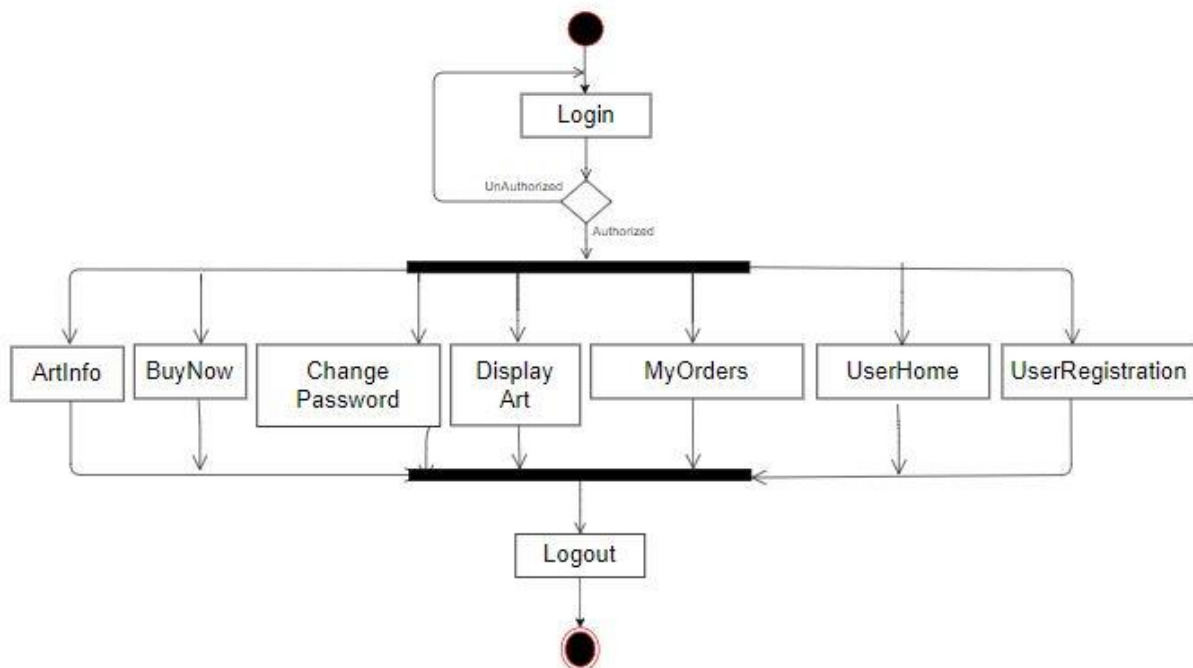 Login
UnAuthorized
Authorized
ArtInfo
BuyNow
Change
Password
Display
Art
MyOrders
UserHome
UserRegistration
Logout